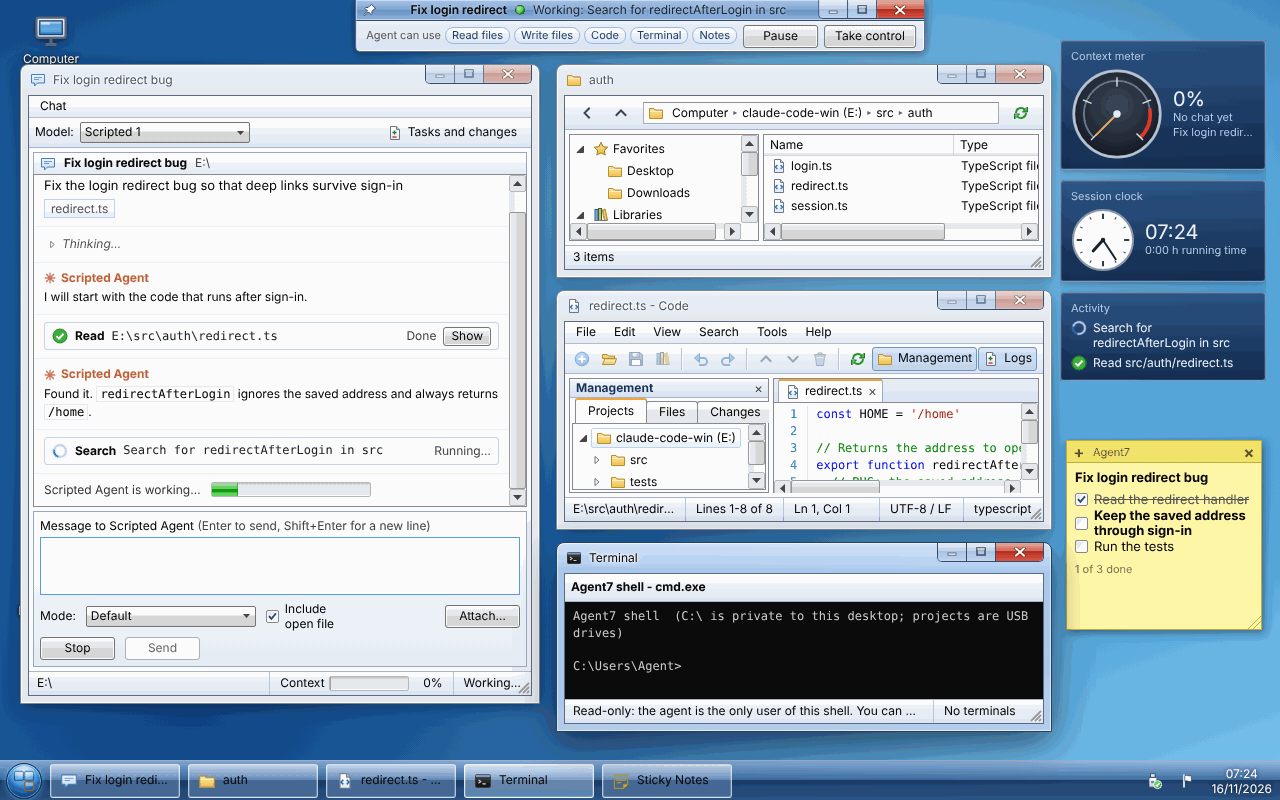 Computer
Fix login redirect
Working: Search for redirectAfterLogin in src
Agent can use
Read files
Write files
Code
Terminal
Notes
Pause
Take control
Fix login redirect bug
Chat
Model:
Scripted 1
Tasks and changes
Fix login redirect bug E:\
Fix the login redirect bug so that deep links survive sign-in
redirect.ts
Thinking...
Scripted Agent
I will start with the code that runs after sign-in.
Read E:\src\auth\redirect.ts
Done
Show
Scripted Agent
Found it. redirectAfterLogin ignores the saved address and always returns
/home.
Search Search for redirectAfterLogin in src
Running...
Scripted Agent is working...
Message to Scripted Agent (Enter to send, Shift+Enter for a new line)
Mode:
Default
Include
open file
Attach...
Stop
Send
E:\
Context
0%
Working...
auth
Computer
claude-code-win (E:)
src
auth
Favorites
Desktop
Downloads
Libraries
Name
Type
login.ts
TypeScript file
redirect.ts
TypeScript file
session.ts
TypeScript file
3 items
redirect.ts - Code
File
Edit
View
Search
Tools
Help
Management
Logs
Management
Projects
Files
Changes
claude-code-win (E:)
src
tests
redirect.ts
1 const HOME = '/home'
2
3 // Returns the address to ope
4 export function redirectAfte
E:\src\auth\redir...
Lines 1-8 of 8
Ln 1, Col 1
UTF-8 / LF
typescript
Terminal
Agent7 shell - cmd.exe
Agent7 shell (C:\ is private to this desktop; projects are USB
drives)
C:\Users\Agent>
Read-only: the agent is the only user of this shell. You can ...
No terminals
Context meter
0%
No chat yet
Fix login redir...
Session clock
07:24
0:00 h running time
Activity
Search for
redirectAfterLogin in src
Read src/auth/redirect.ts
+ Agent7
Fix login redirect bug
Read the redirect handler
Keep the saved address
through sign-in
Run the tests
1 of 3 done
Fix login redi...
auth
redirect.ts - ...
Terminal
Sticky Notes
07:24
16/11/2026